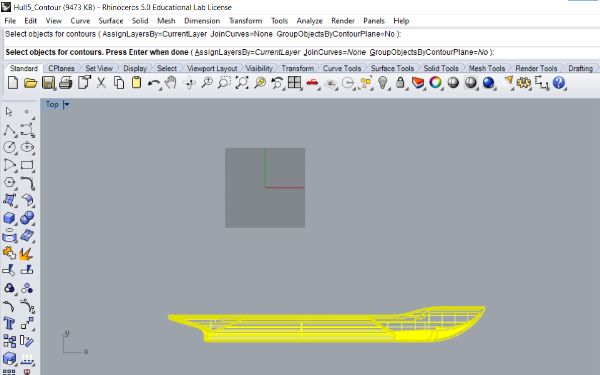 Hull5_Contour (9473 KB) - Rhinoceros 5.0 Educational Lab License
File Edit View Curve Surface Solid Mesh Dimension Transform Tools Analyze Render Panels Help
Select objects for contours ( AssignLayersBy=CurrentLayer JoinCurves=None GroupObjectsByContourPlane=No ):
Select objects for contours. Press Enter when done ( AssignLayersBy=CurrentLayer JoinCurves=None GroupObjectsByContourPlane=No ):
Standard CPlanes Set View Display Select Viewport Layout Visibility Transform Curve Tools Surface Tools Solid Tools Mesh Tools Render Tools Drafting
Top
y
x